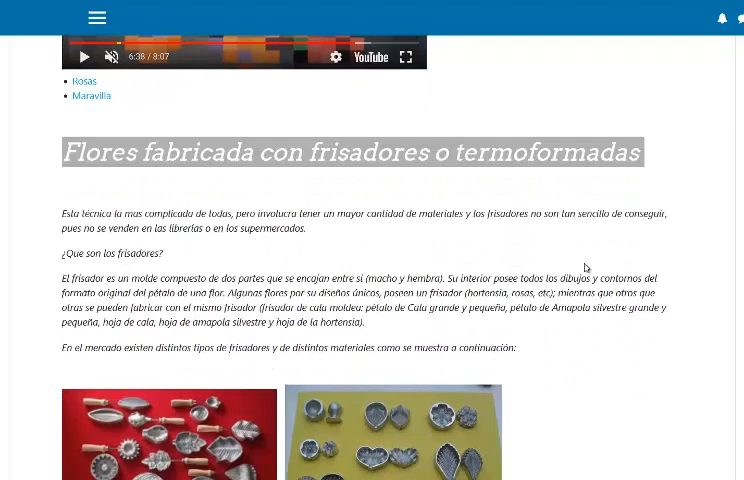 6:38 / 8:07
YouTube
Rosas
Maravilla
Flores fabricada con frisadores o termoformadas
Esta técnica la mas complicada de todas, pero involucra tener un mayor cantidad de materiales y los frisadores no son tan sencillo de conseguir,
pues no se venden en las librerías o en los supermercados.
¿Que son los frisadores?
El frisador es un molde compuesto de dos partes que se encajan entre si (macho y hembra). Su interior posee todos los dibujos y contornos del
formato original del pétalo de una flor. Algunas flores por su diseños únicos, poseen un frisador (hortensia, rosas, etc); mientras que otros que
otras se pueden fabricar con el mismo frisador (frisador de cala moldea: pétalo de Cala grande y pequeño, pétalo de Amapola silvestre grande y
pequeña, hoja de cala, hoja de amapola silvestre y hoja de la hortensia).
En el mercado existen distintos tipos de frisadores y de distintos materiales como se muestra a continuación: